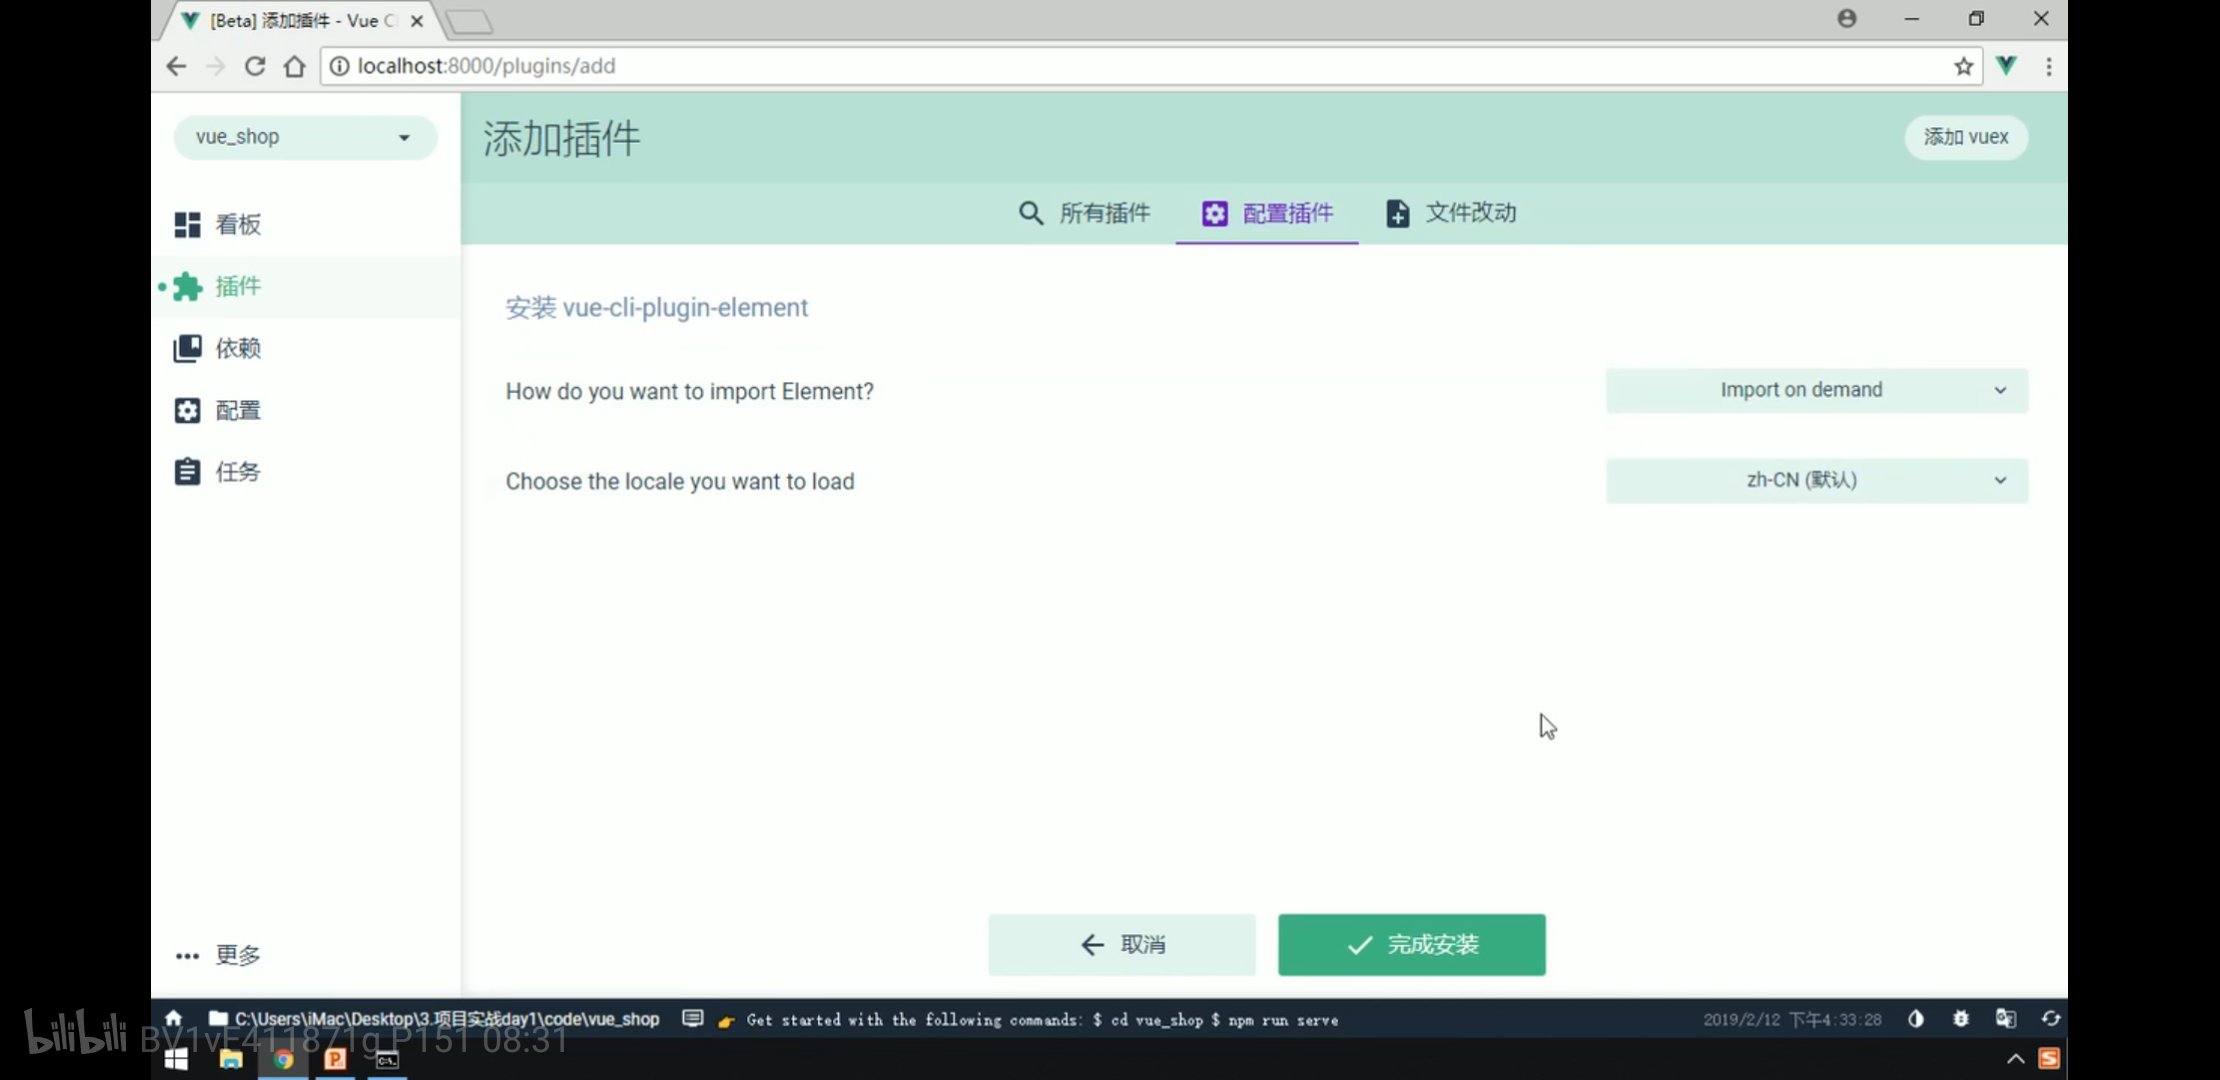 [Beta] 添加插件 - Vue C
localhost:8000/plugins/add
vue_shop
添加插件
添加 vuex
看板
插件
依赖
配置
任务
更多
所有插件
配置插件
文件改动
安装 vue-cli-plugin-element
How do you want to import Element?
Import on demand
Choose the locale you want to load
zh-CN (默认)
取消
完成安装
C:\Users\iMac\Desktop\3.项目实战day1\code\vue_shop
Get started with the following commands: $ cd vue_shop $ npm run serve
2019/2/12 下午4:33:28
bilibili BV1vE411871g P151 08:31